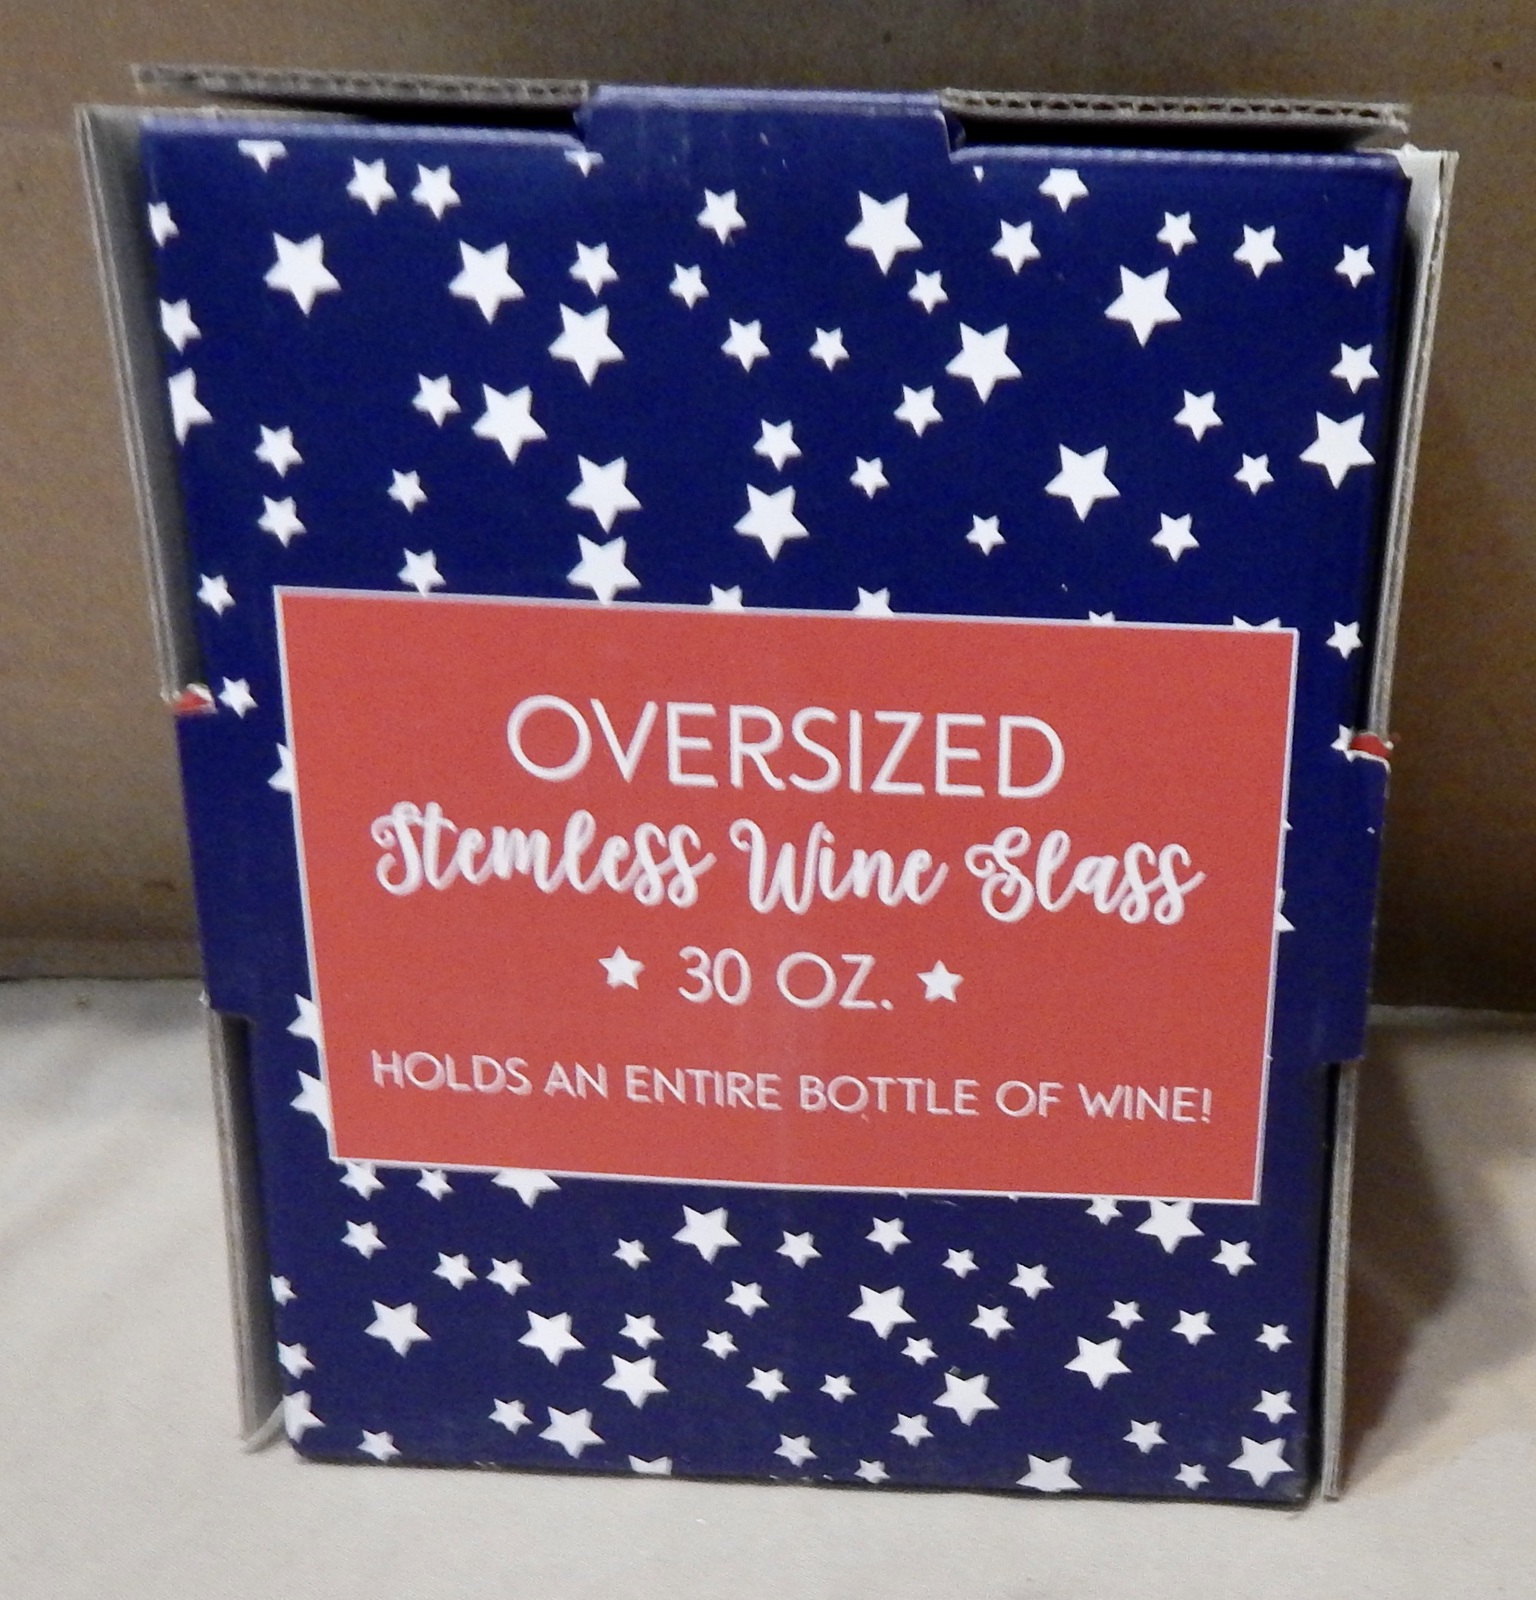 OVERSIZED
Stemless Wine Glass
30 OZ.
HOLDS AN ENTIRE BOTTLE OF WINE!